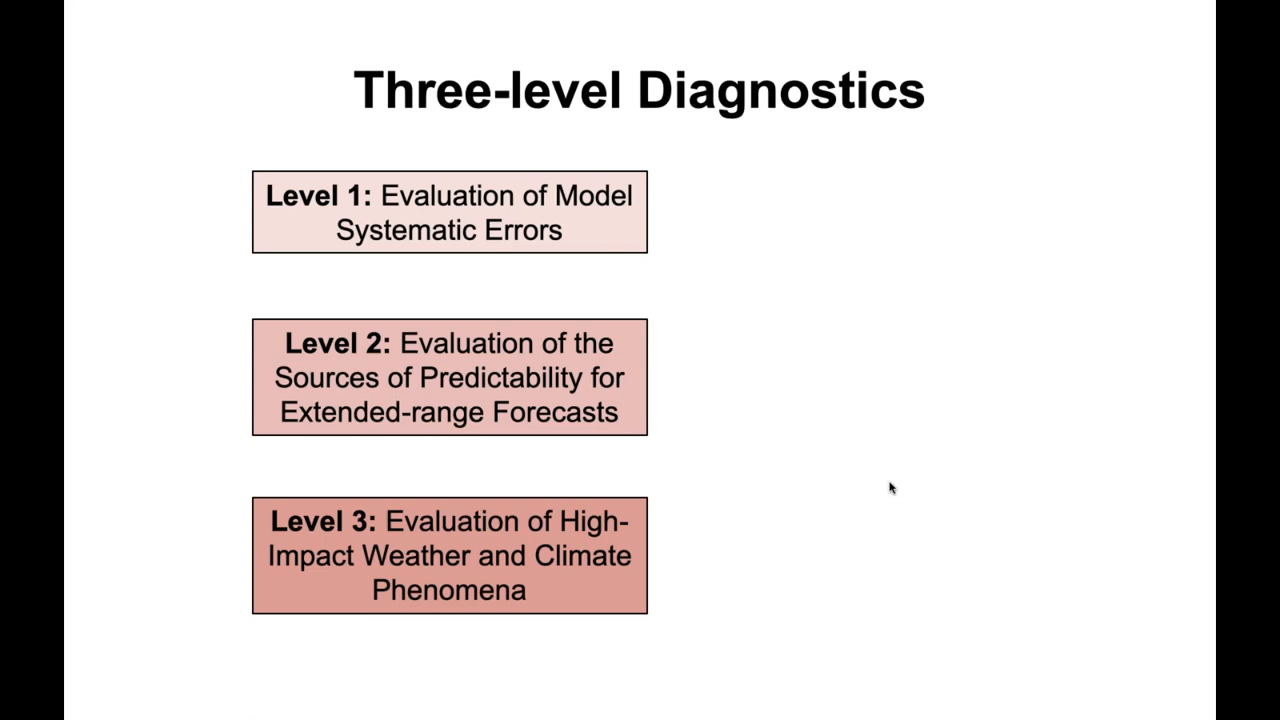 Three-level Diagnostics
Level 1: Evaluation of Model
Systematic Errors
Level 2: Evaluation of the
Sources of Predictability for
Extended-range Forecasts
Level 3: Evaluation of High-
Impact Weather and Climate
Phenomena